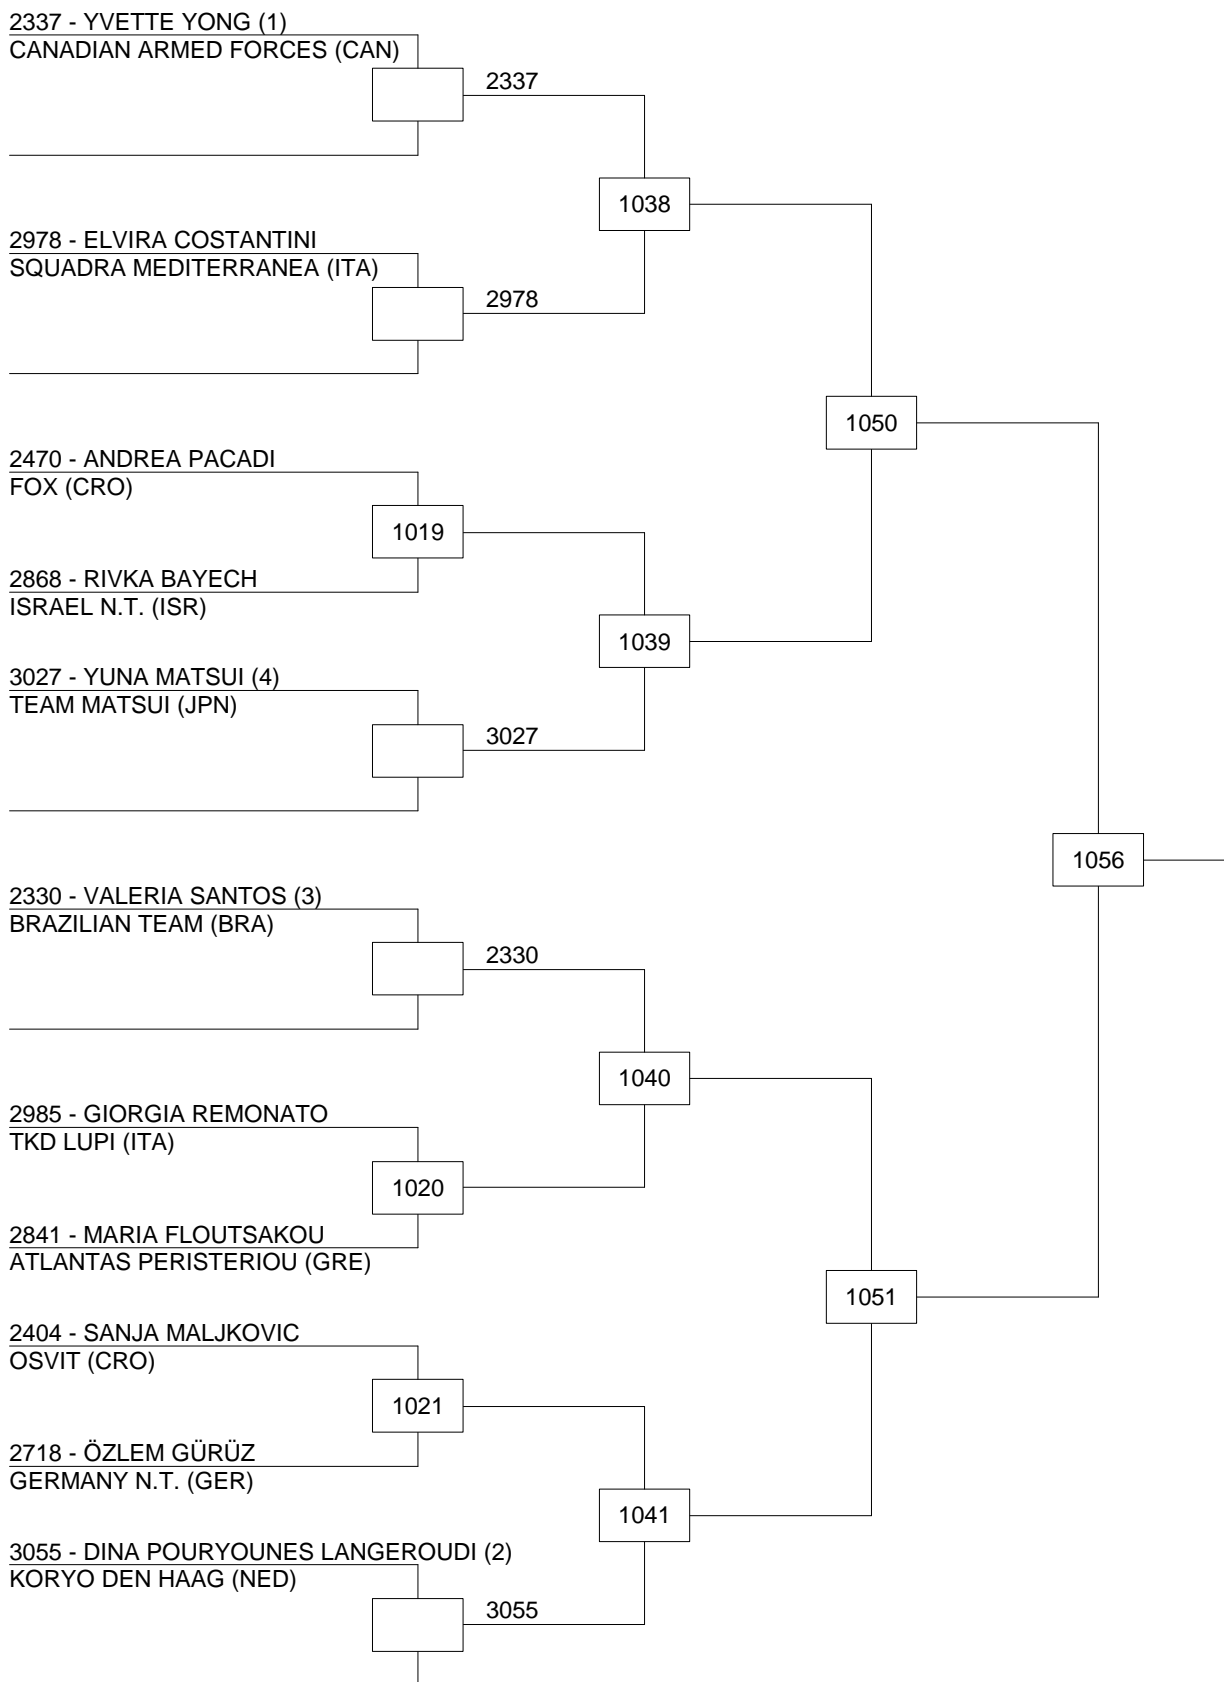 2337 - YVETTE YONG (1)
CANADIAN ARMED FORCES (CAN)
2337
1038
2978 - ELVIRA COSTANTINI
SQUADRA MEDITERRANEA (ITA)
2978
1050
2470 - ANDREA PACADI
FOX (CRO)
1019
2868 - RIVKA BAYECH
ISRAEL N.T. (ISR)
1039
3027 - YUNA MATSUI (4)
TEAM MATSUI (JPN)
3027
1056
2330 - VALERIA SANTOS (3)
BRAZILIAN TEAM (BRA)
2330
1040
2985 - GIORGIA REMONATO
TKD LUPI (ITA)
1020
2841 - MARIA FLOUTSAKOU
ATLANTAS PERISTERIOU (GRE)
1051
2404 - SANJA MALJKOVIC
OSVIT (CRO)
1021
2718 - ÖZLEM GÜRÜZ
GERMANY N.T. (GER)
1041
3055 - DINA POURYOUNES LANGEROUDI (2)
KORYO DEN HAAG (NED)
3055